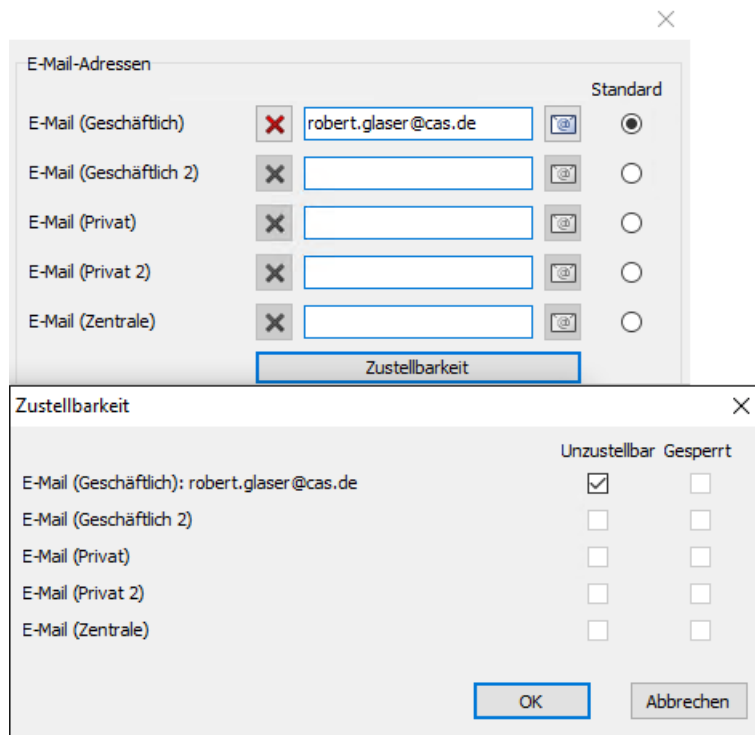 E-Mail-Adressen
Standard
E-Mail (Geschäftlich) robert.glaser@cas.de
E-Mail (Geschäftlich 2)
E-Mail (Privat)
E-Mail (Privat 2)
E-Mail (Zentrale)
Zustellbarkeit
Zustellbarkeit
Unzustellbar Gesperrt
E-Mail (Geschäftlich): robert.glaser@cas.de
E-Mail (Geschäftlich 2)
E-Mail (Privat)
E-Mail (Privat 2)
E-Mail (Zentrale)
OK Abbrechen